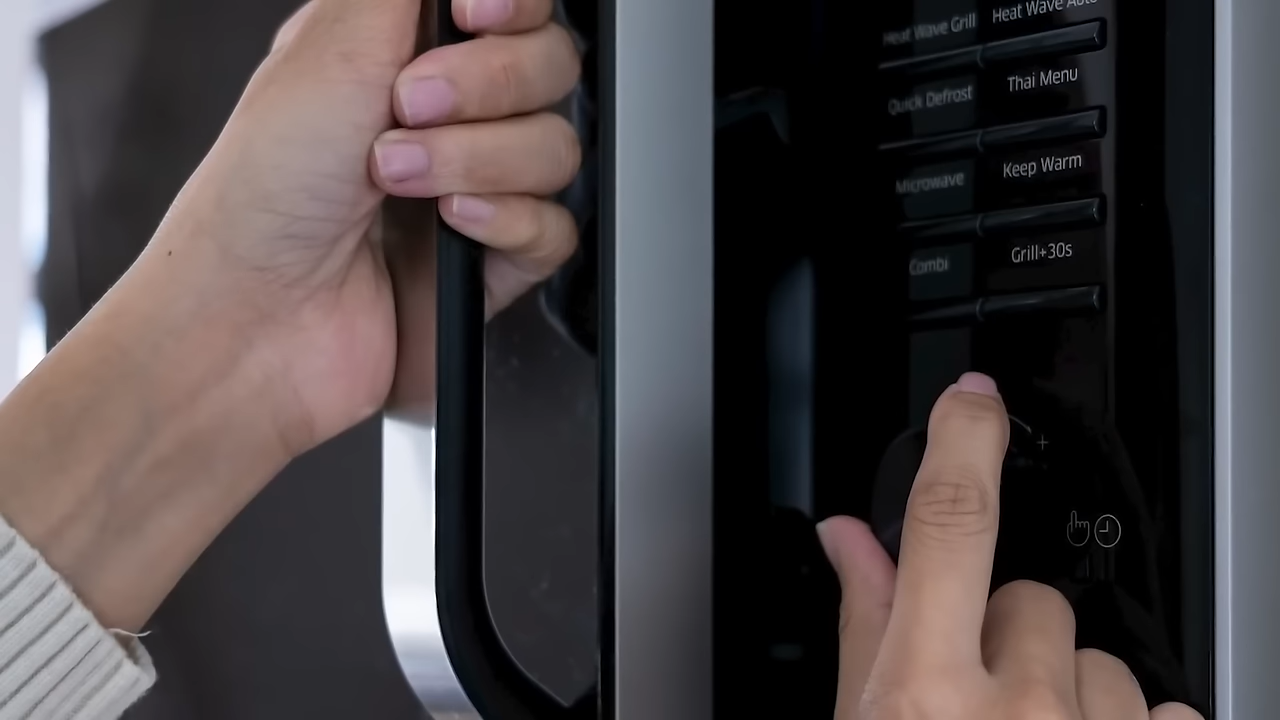 Heat Wave Grill Heat Wave Auto
Quick Defrost Thai Menu
Microwave Keep Warm
Combi Grill+30s
+